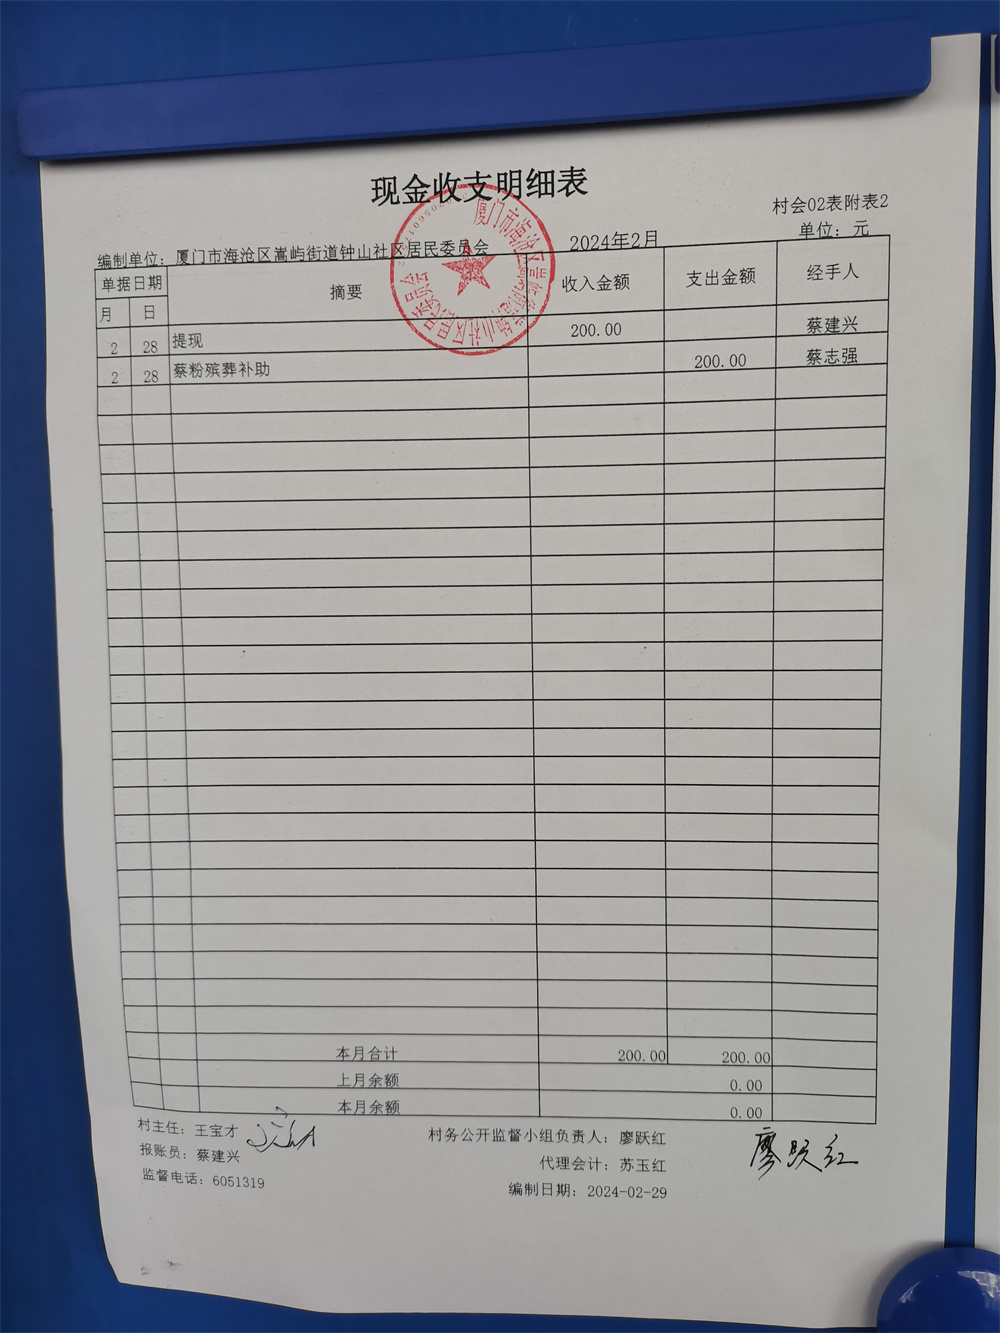 现金收支明细表
村会02表附表2
编制单位：厦门市海沧区嵩屿街道钟山社区居民委员会 2024年2月 单位：元
单据日期 摘要 收入金额 支出金额 经手人
月 日
2 28 提现 200.00 蔡建兴
2 28 蔡粉殡葬补助 200.00 蔡志强
本月合计 200.00 200.00
上月余额 0.00
本月余额 0.00
村主任：王宝才 村务公开监督小组负责人：廖跃红 廖跃红
报账员：蔡建兴 代理会计：苏玉红
监督电话：6051319 编制日期：2024-02-29